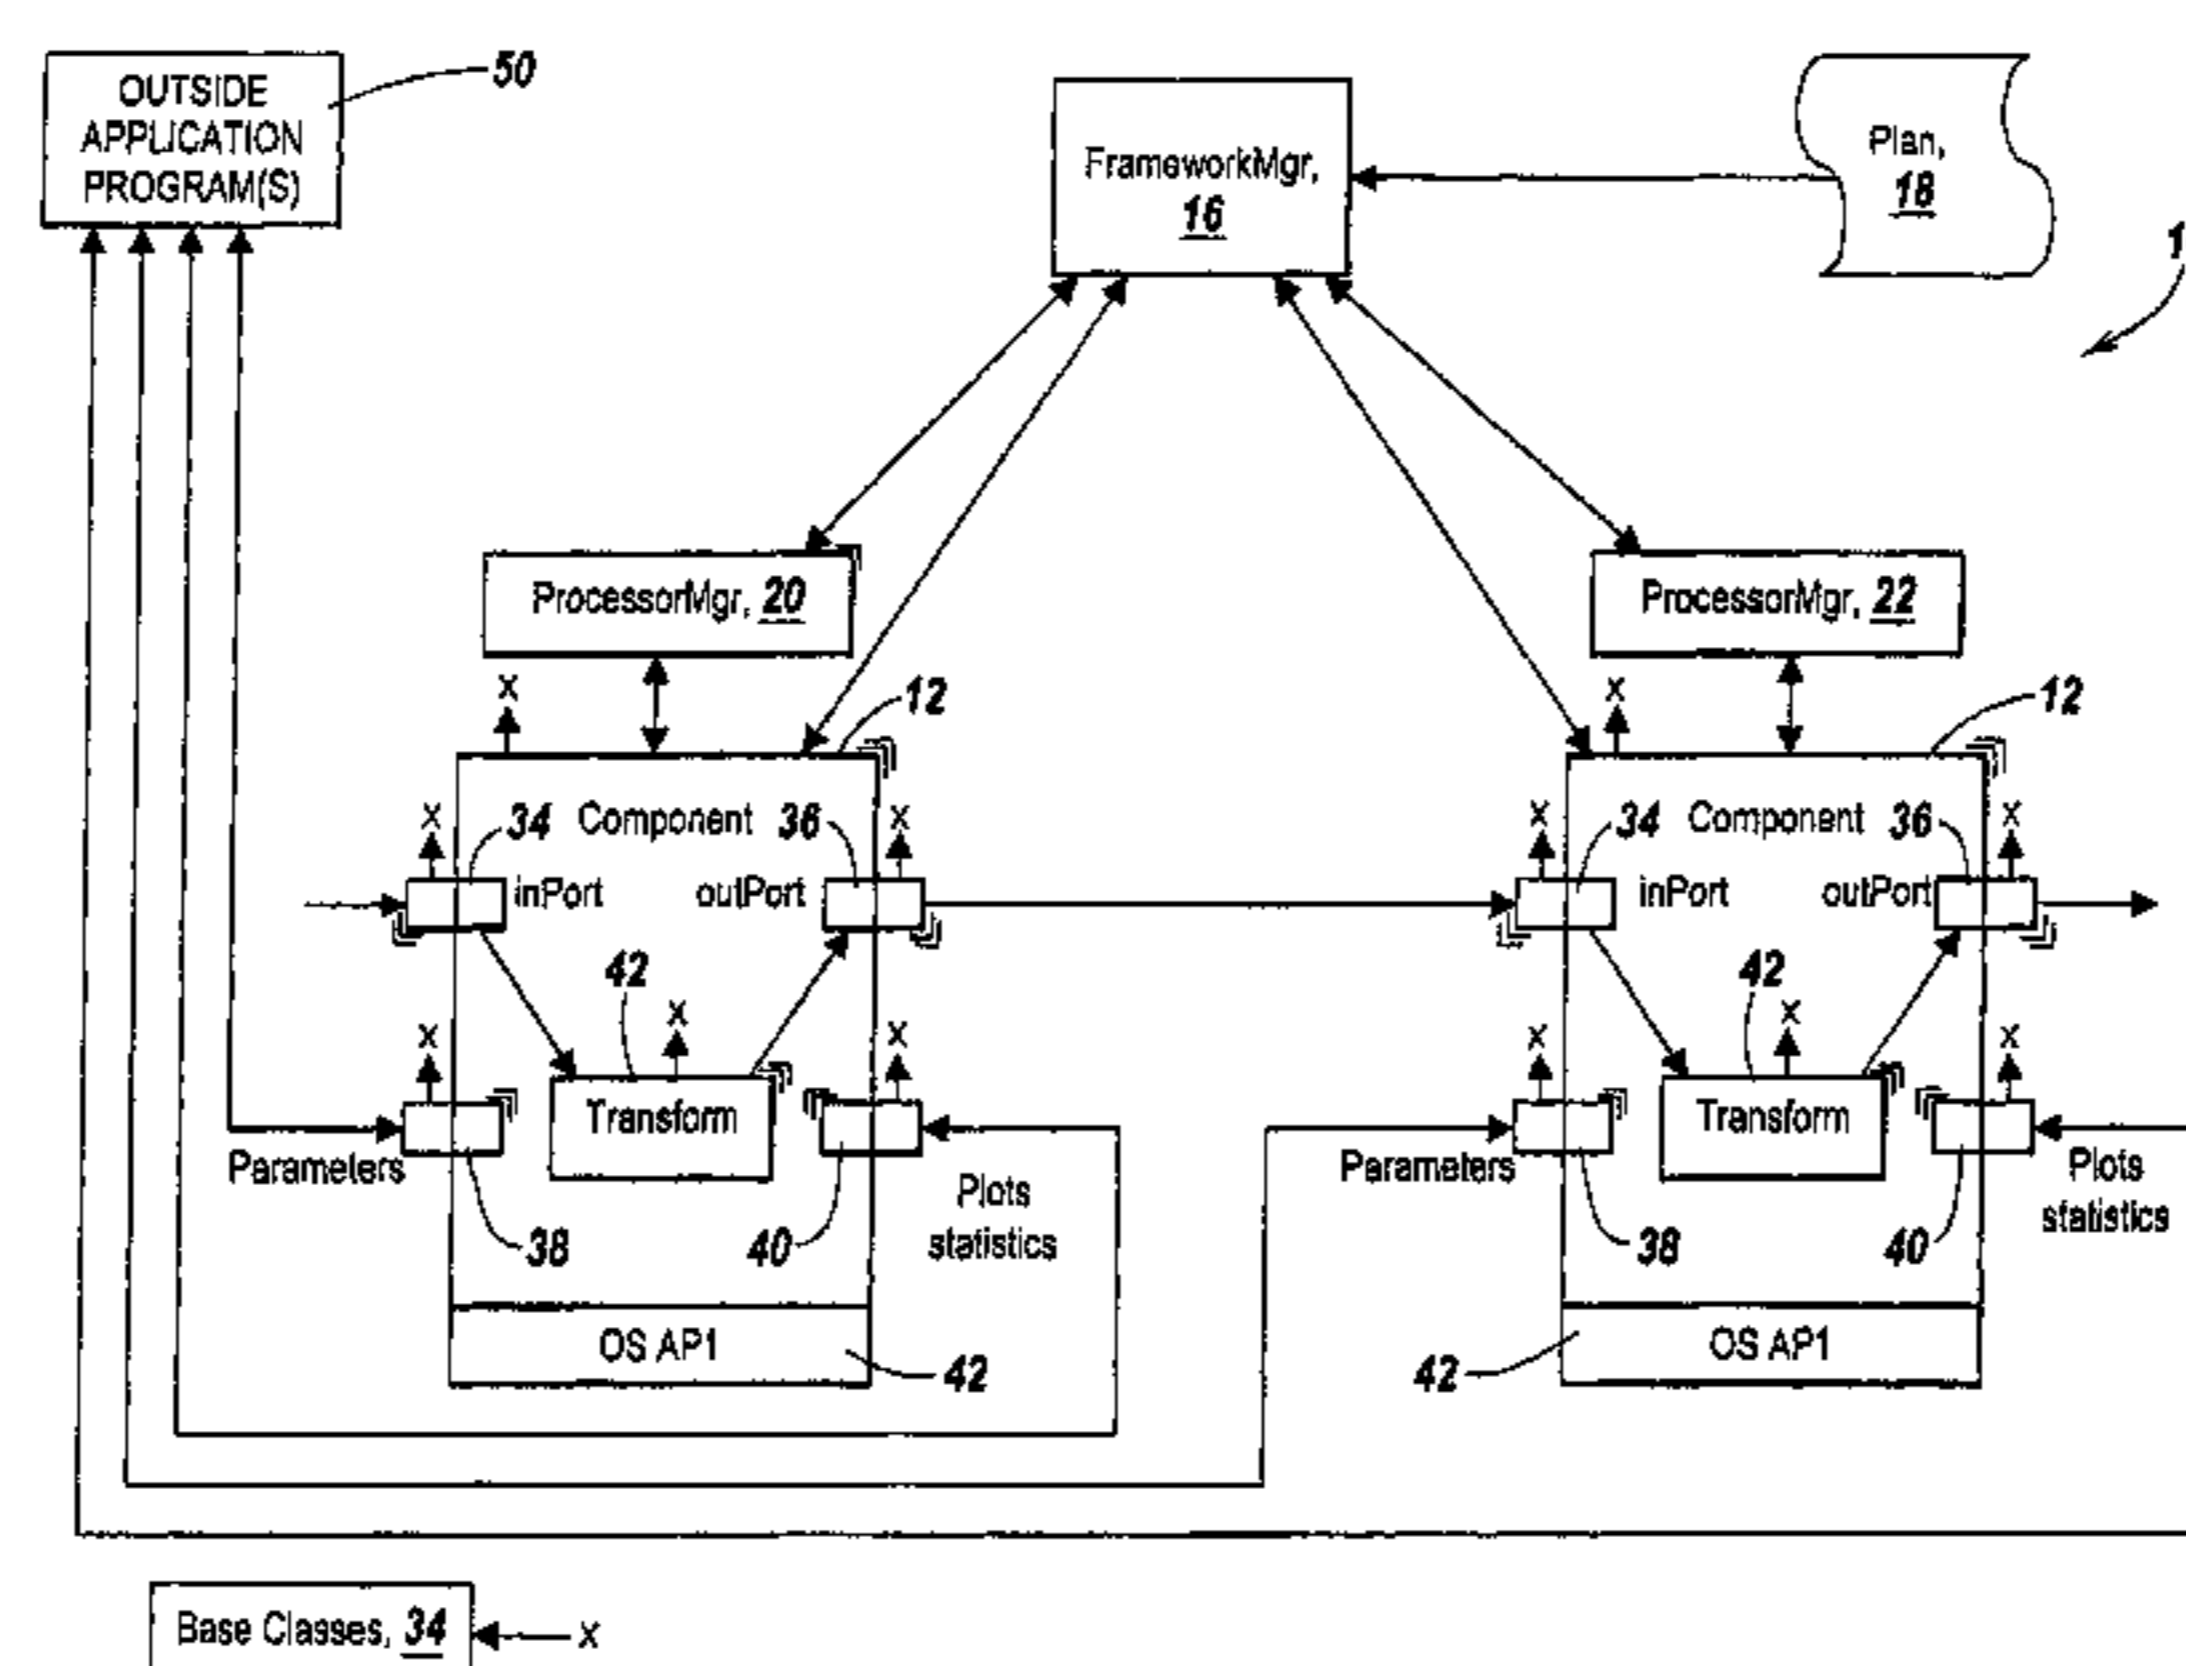 OUTSIDE
APPLICATION
PROGRAM(S)
50
FrameworkMgr,
16
Plan,
18
1
ProcessorMgr, 20
ProcessorMgr, 22
x
12
x
12
x
34 Component 36
x
x
34 Component 36
x
inPort
outPort
inPort
outPort
42
x
x
x
42
x
x
x
Transform
Transform
Parameters
Plots
statistics
Parameters
Plots
statistics
38
40
38
40
OS AP1
42
42
OS AP1
Base Classes, 34
x